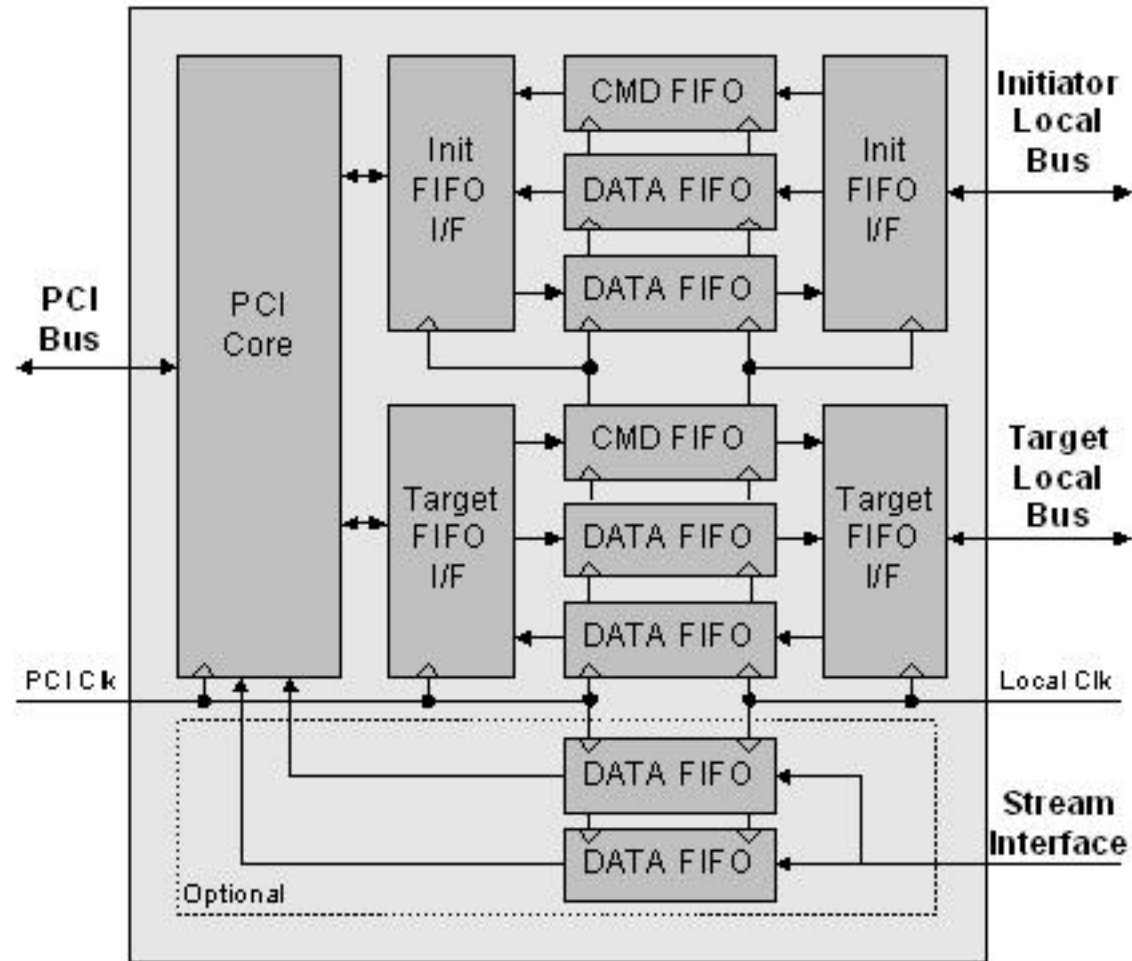 CMD FIFO
Initiator
Local
Bus
Init
FIFO
I/F
Init
FIFO
I/F
DATA FIFO
DATA FIFO
PCI
Bus
PCI
Core
CMD FIFO
Target
Local
Bus
Target
FIFO
I/F
Target
FIFO
I/F
DATA FIFO
DATA FIFO
PCI Clk
Local Clk
DATA FIFO
Stream
Interface
DATA FIFO
Optional